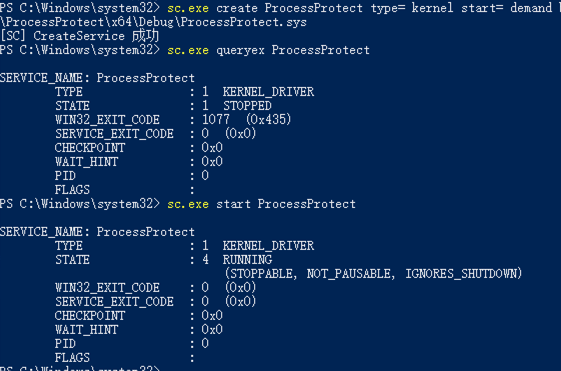 PS C:\Windows\system32> sc.exe create ProcessProtect type= kernel start= demand
\ProcessProtect\x64\Debug\ProcessProtect.sys
[SC] CreateService 成功
PS C:\Windows\system32> sc.exe queryex ProcessProtect
SERVICE_NAME: ProcessProtect
TYPE : 1 KERNEL_DRIVER
STATE : 1 STOPPED
WIN32_EXIT_CODE : 1077 (0x435)
SERVICE_EXIT_CODE : 0 (0x0)
CHECKPOINT : 0x0
WAIT_HINT : 0x0
PID : 0
FLAGS :
PS C:\Windows\system32> sc.exe start ProcessProtect
SERVICE_NAME: ProcessProtect
TYPE : 1 KERNEL_DRIVER
STATE : 4 RUNNING
(STOPPABLE, NOT_PAUSABLE, IGNORES_SHUTDOWN)
WIN32_EXIT_CODE : 0 (0x0)
SERVICE_EXIT_CODE : 0 (0x0)
CHECKPOINT : 0x0
WAIT_HINT : 0x0
PID : 0
FLAGS :